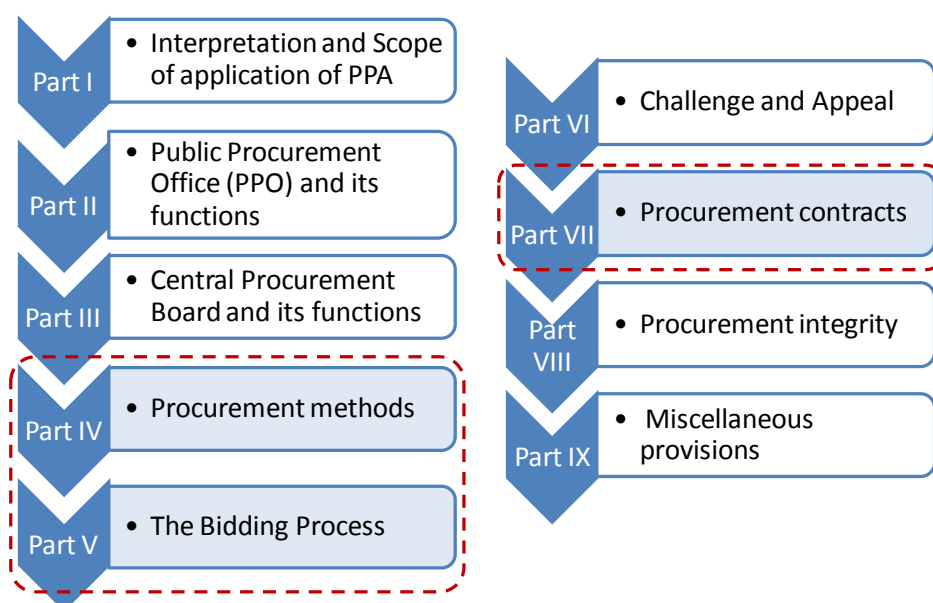 Part I
• Interpretation and Scope
of application of PPA
Part II
• Public Procurement
Office (PPO) and its
functions
Part III
• Central Procurement
Board and its functions
Part IV
• Procurement methods
Part V
• The Bidding Process
Part VI
• Challenge and Appeal
Part VII
• Procurement contracts
Part
VIII
• Procurement integrity
Part IX
• Miscellaneous
provisions